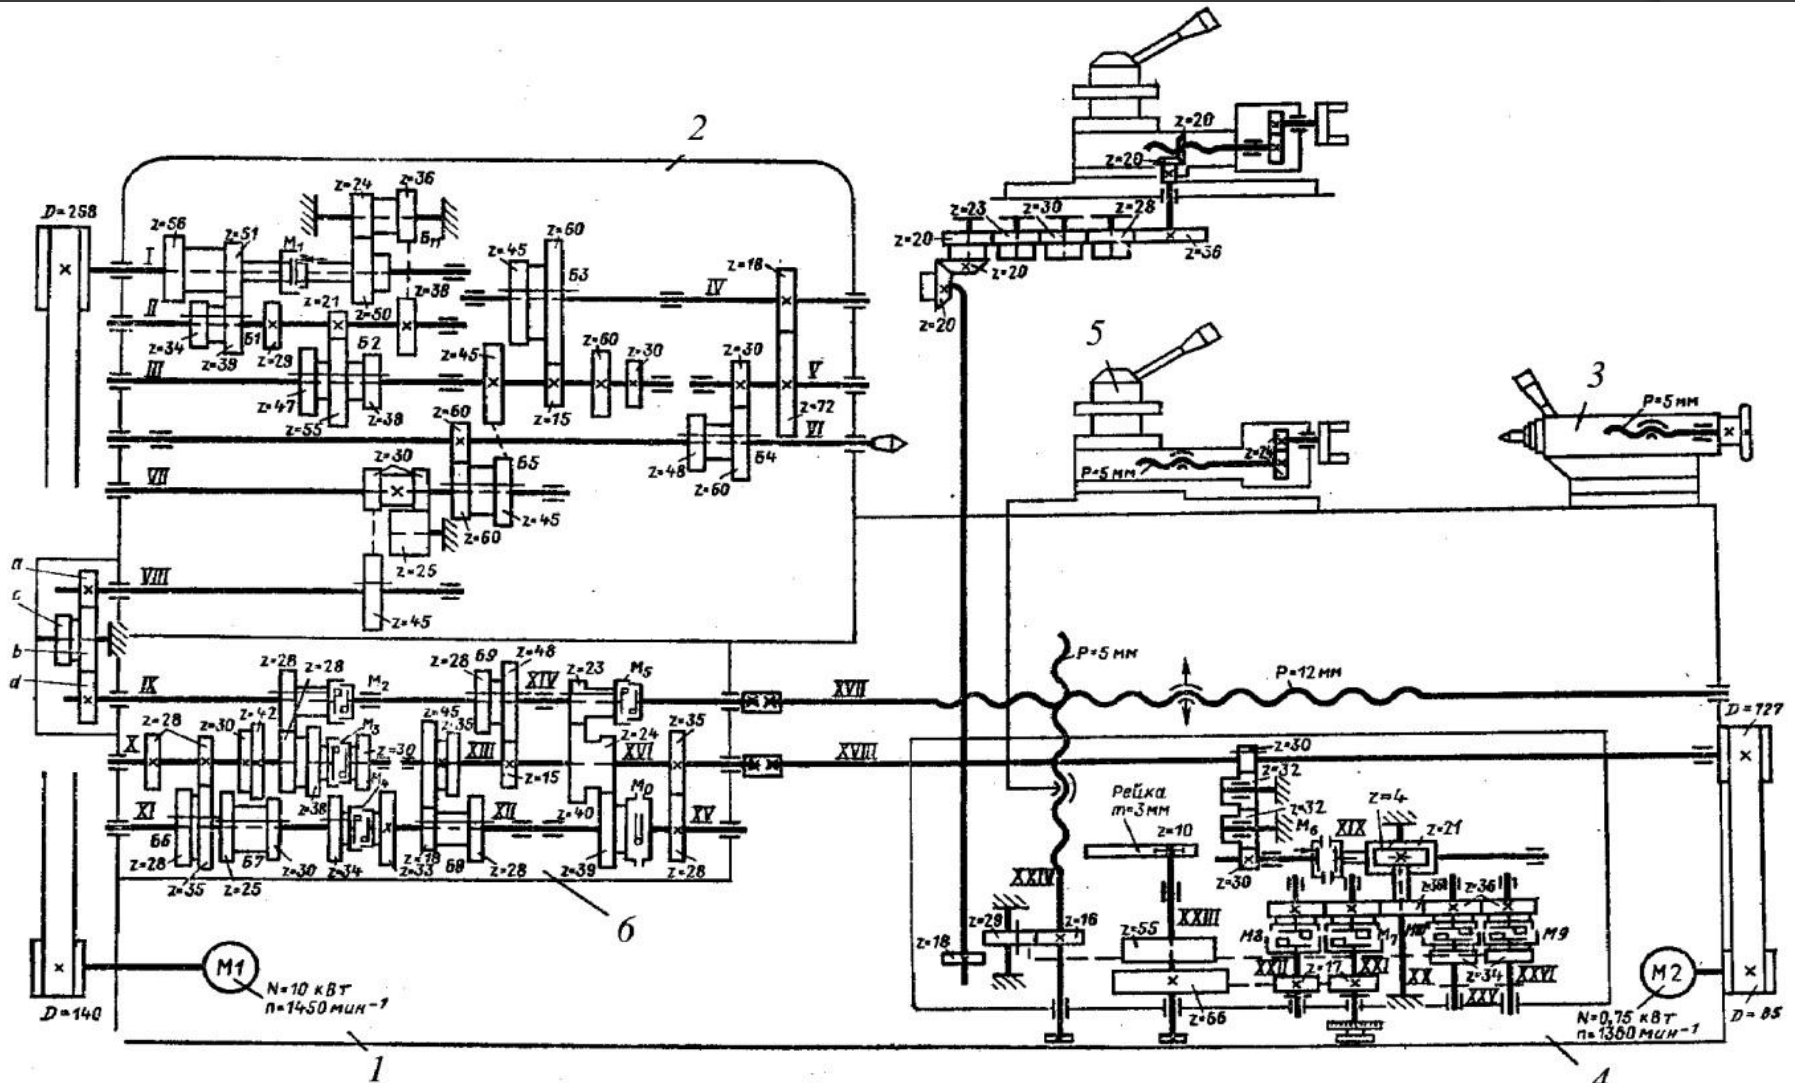 2
D=258
z=56
I
z=51
M1
z=24
z=36
Б11
z=38
z=21
z=50
II
z=34
z=39
Б1
z=29
Б2
III
z=47
z=55
z=38
z=45
z=60
Б3
z=45
z=15
z=60
z=30
IV
z=18
z=30
V
z=72
VI
z=48
Б4
z=60
z=60
Б5
VII
z=30
z=45
z=60
z=25
VIII
z=45
a
c
b
d
z=20
z=20
z=23
z=30
z=28
z=20
z=36
z=20
z=20
5
z=24
P=5 мм
3
P=5 мм
IX
z=28
z=28
M2
z=28
Б9
z=48
XIV
z=23
M5
XVII
P=5 мм
P=12 мм
D=127
X
z=28
z=30
z=42
M3
z=30
z=38
M4
z=45
z=35
XIII
z=15
z=24
XVI
z=35
XVIII
XI
Б6
z=28
z=35
z=25
Б7
z=30
z=34
z=33
z=18
Б8
z=28
XII
z=40
z=39
M0
XV
z=28
6
z=30
z=32
z=32
z=30
M6
XIX
z=4
z=21
Рейка
m=3мм
z=10
XXIV
XXIII
z=29
z=16
z=55
z=18
z=66
z=36
z=36
M8
M7
M9
XXII
z=17
XXI
XX
z=34
XXV
XXVI
M1
N=10 кВт
n=1450 мин⁻¹
D=140
M2
N=0,75 кВт
n=1360 мин⁻¹
D=85
1
4